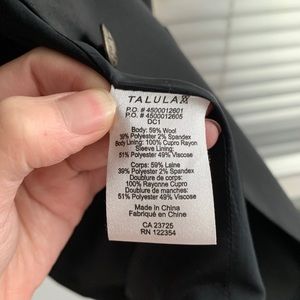 TALULA
P.O. # 4500012601
P.O. # 4500012605
DC1
Body: 59% Wool
39% Polyester 2% Spandex
Body Lining: 100% Cupro Rayon
Sleeve Lining:
51% Polyester 49% Viscose
Corps: 59% Laine
39% Polyester 2% Spandex
Doublure de corps:
100% Rayonne Cupro
Doublure de manches:
51% Polyester 49% Viscose
Made in China
Fabriqué en China
CA 23725
RN 122354